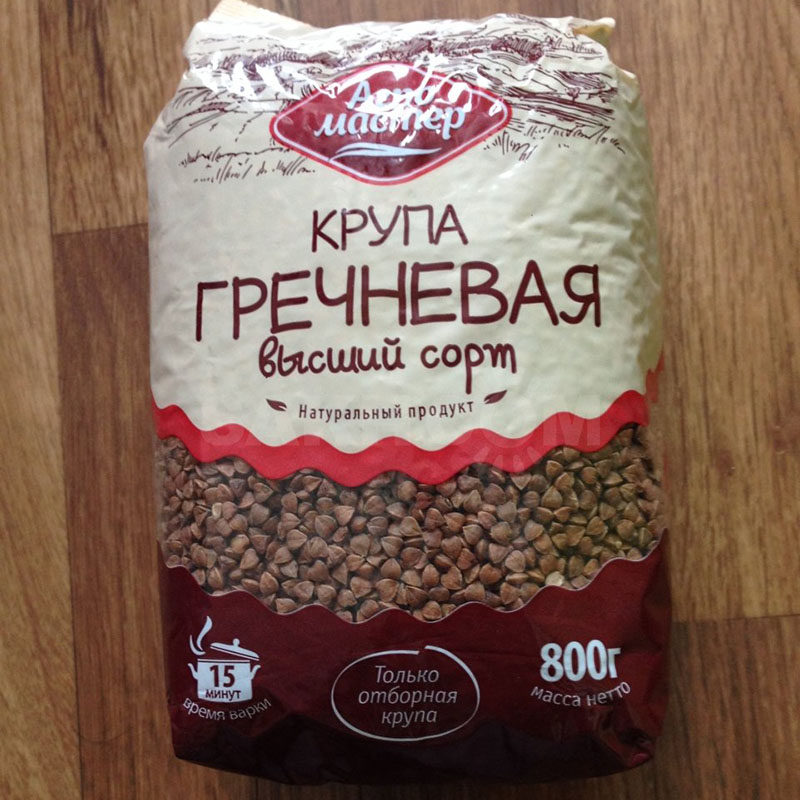 Агро
мастер
КРУПА
ГРЕЧНЕВАЯ
высший сорт
Натуральный продукт
15
минут
время варки
Только
отборная
крупа
800г
масса нетто